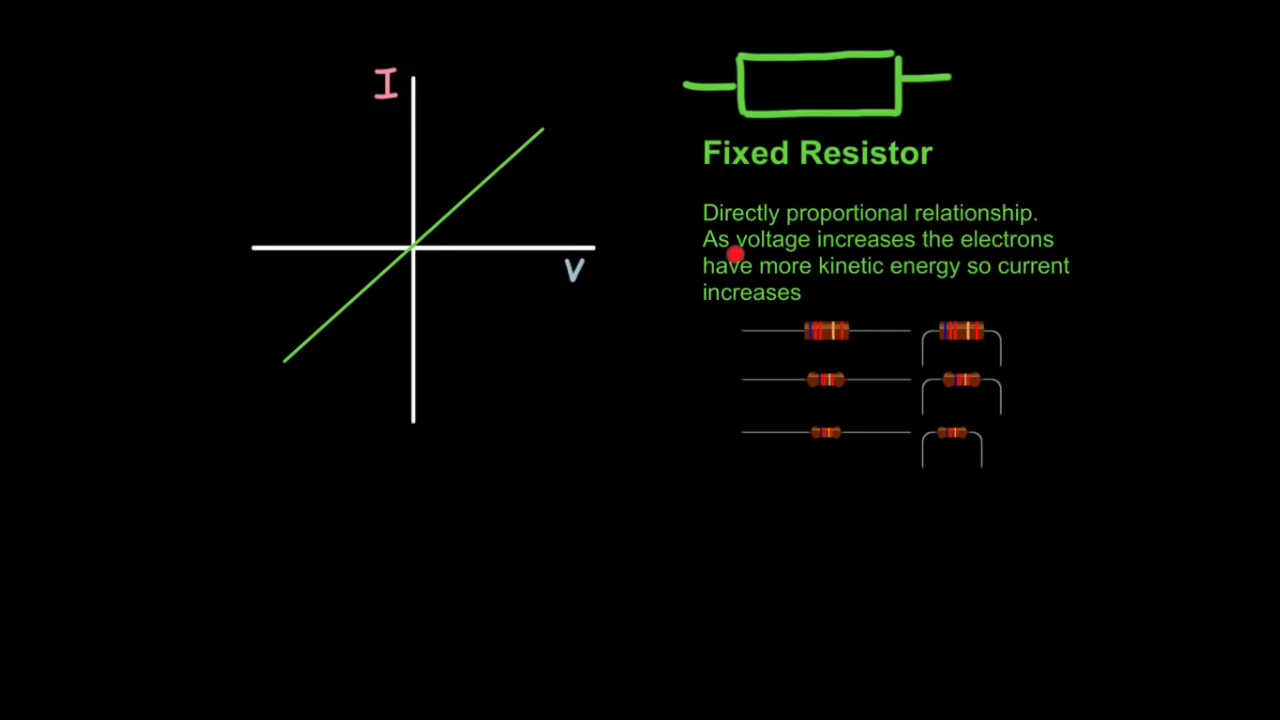 I
V
Fixed Resistor
Directly proportional relationship.
As voltage increases the electrons
have more kinetic energy so current
increases